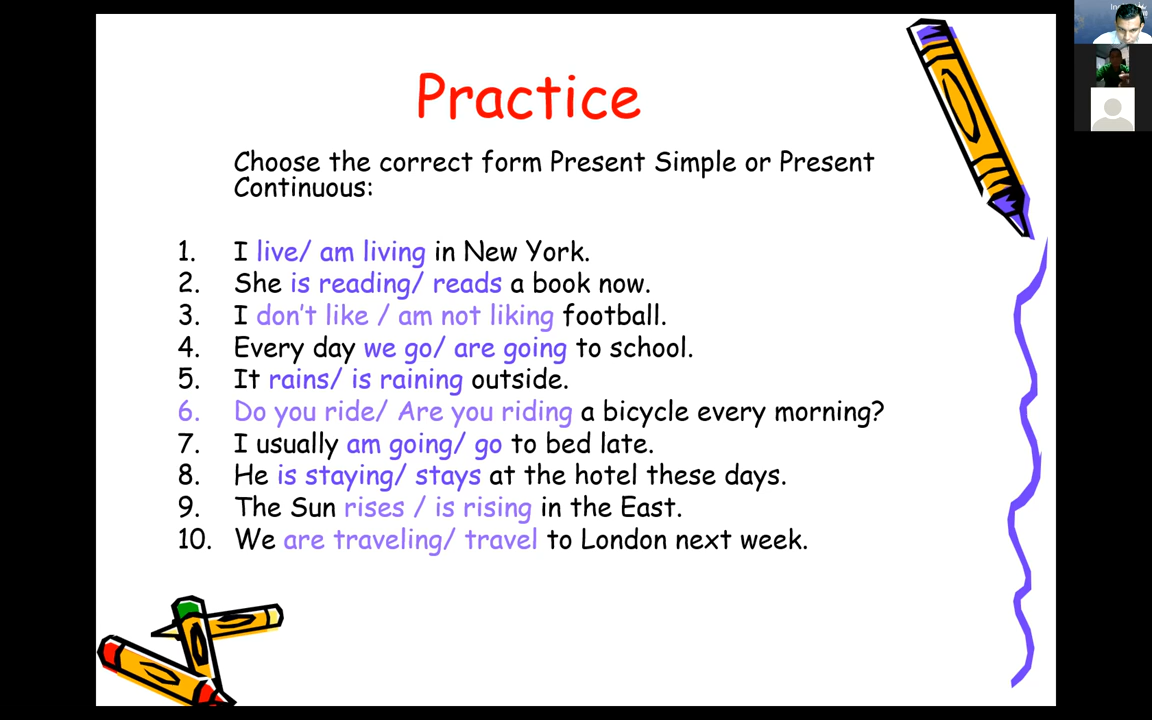 Practice
Choose the correct form Present Simple or Present
Continuous:
1. I live/ am living in New York.
2. She is reading/ reads a book now.
3. I don't like / am not liking football.
4. Every day we go/ are going to school.
5. It rains/ is raining outside.
6. Do you ride/ Are you riding a bicycle every morning?
7. I usually am going/ go to bed late.
8. He is staying/ stays at the hotel these days.
9. The Sun rises / is rising in the East.
10. We are traveling/ travel to London next week.